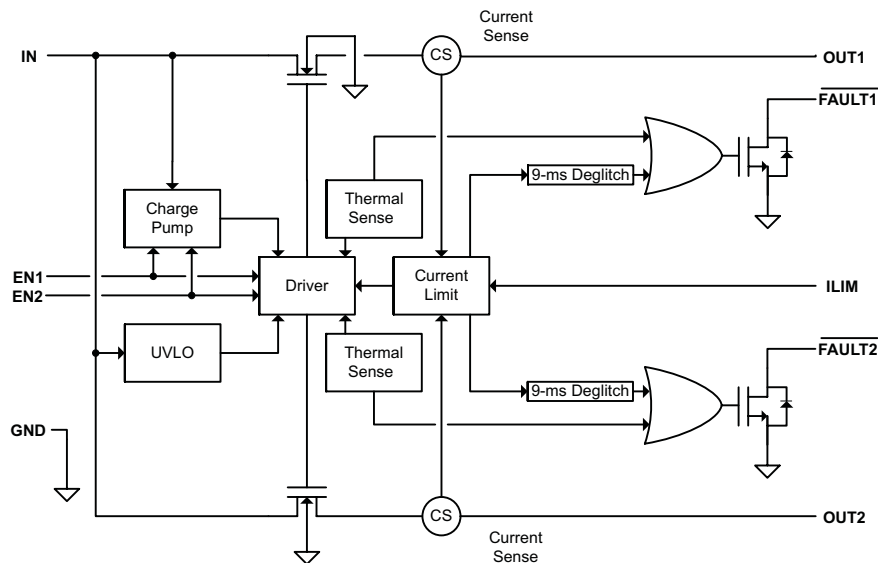 Current
Sense
IN
CS
OUT1
FAULT1
9-ms Deglitch
Thermal
Sense
Charge
Pump
EN1
EN2
Driver
Current
Limit
ILIM
UVLO
Thermal
Sense
FAULT2
9-ms Deglitch
GND
CS
OUT2
Current
Sense